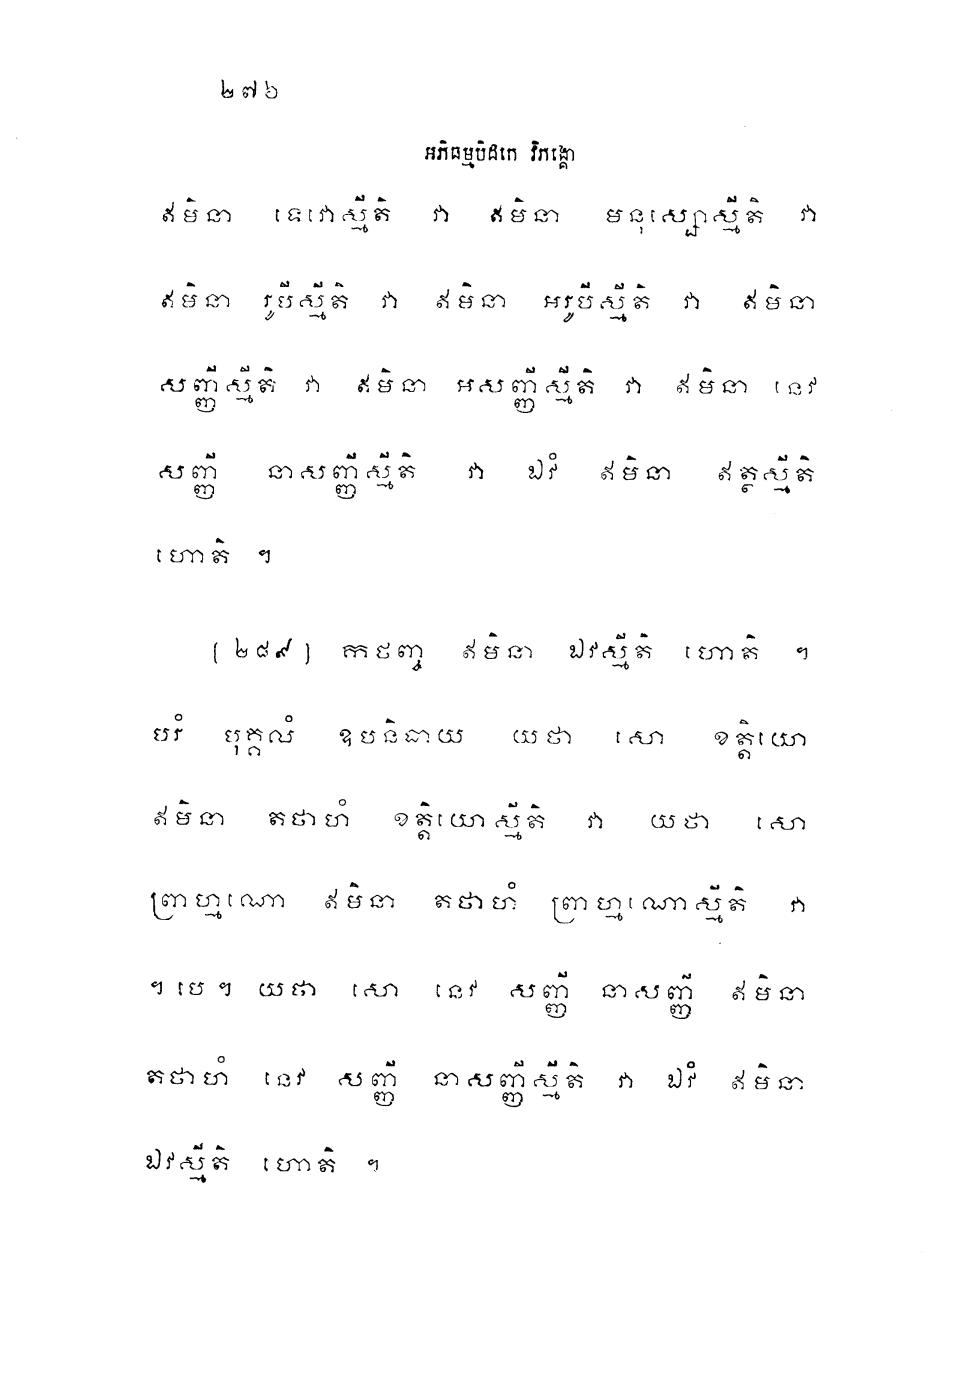 ២៧៦
អភិធម្មបិដកេ វិភង្គោ
ឥមិនា ទេវោស្មីតិ វា ឥមិនា មនុស្សោស្មីតិ វា
ឥមិនា រូបីស្មីតិ វា ឥមិនា អរូបីស្មីតិ វា ឥមិនា
សញ្ញីស្មីតិ វា ឥមិនា អសញ្ញីស្មីតិ វា ឥមិនា នេវ
សញ្ញី នាសញ្ញីស្មីតិ វា ឯវំ ឥមិនា ឥត្ថស្មីតិ
ហោតិ ។
(២៥៩) កថញ្ច ឥមិនា ឯវស្មីតិ ហោតិ ។
បរំ បុគ្គលំ ឧបនិធាយ យថា សោ ខត្តិយោ
ឥមិនា តថាហំ ខត្តិយោស្មីតិ វា យថា សោ
ព្រាហ្មណោ ឥមិនា តថាហំ ព្រាហ្មណោស្មីតិ វា
។ បេ ។ យថា សោ នេវ សញ្ញី នាសញ្ញី ឥមិនា
តថាហំ នេវ សញ្ញី នាសញ្ញីស្មីតិ វា ឯវំ ឥមិនា
ឯវស្មីតិ ហោតិ ។